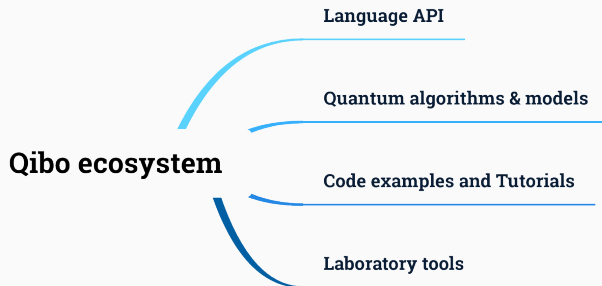 Language API
Quantum algorithms & models
Qibo ecosystem
Code examples and Tutorials
Laboratory tools